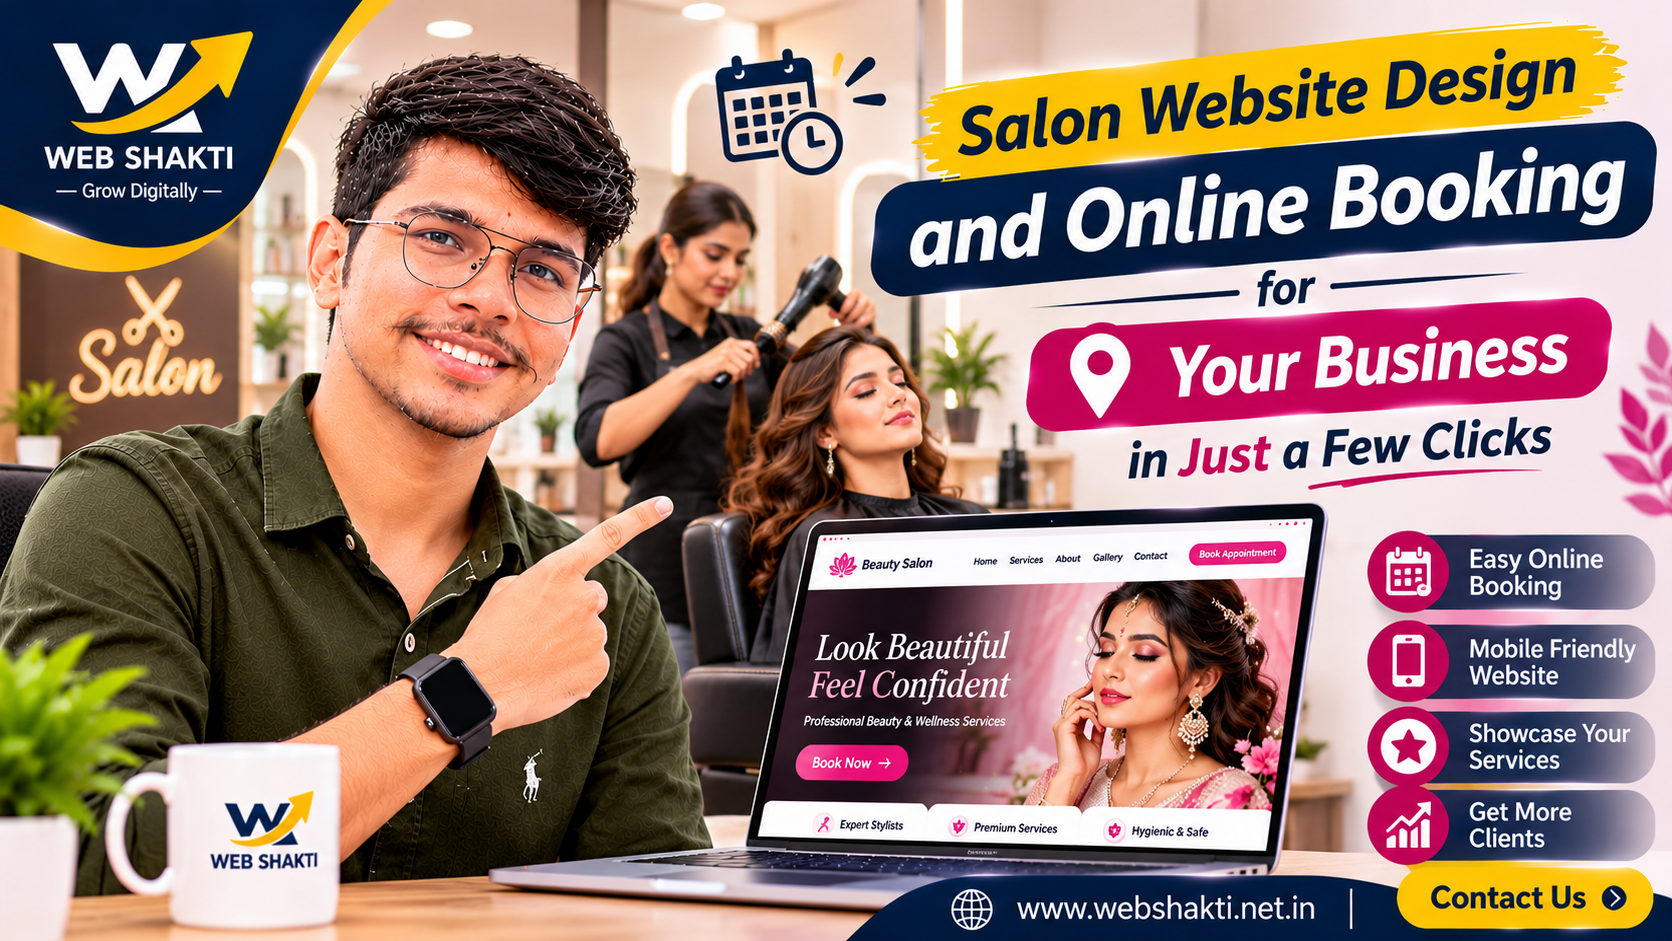 WEB SHAKTI
— Grow Digitally —
Salon
Salon Website Design
and Online Booking
for
Your Business
in Just a Few Clicks
Beauty Salon
Home Services About Gallery Contact Book Appointment
Look Beautiful
Feel Confident
Professional Beauty & Wellness Services
Book Now →
Expert Stylists Premium Services Hygienic & Safe
Easy Online
Booking
Mobile Friendly
Website
Showcase Your
Services
Get More
Clients
WEB SHAKTI
www.webshakti.net.in
Contact Us